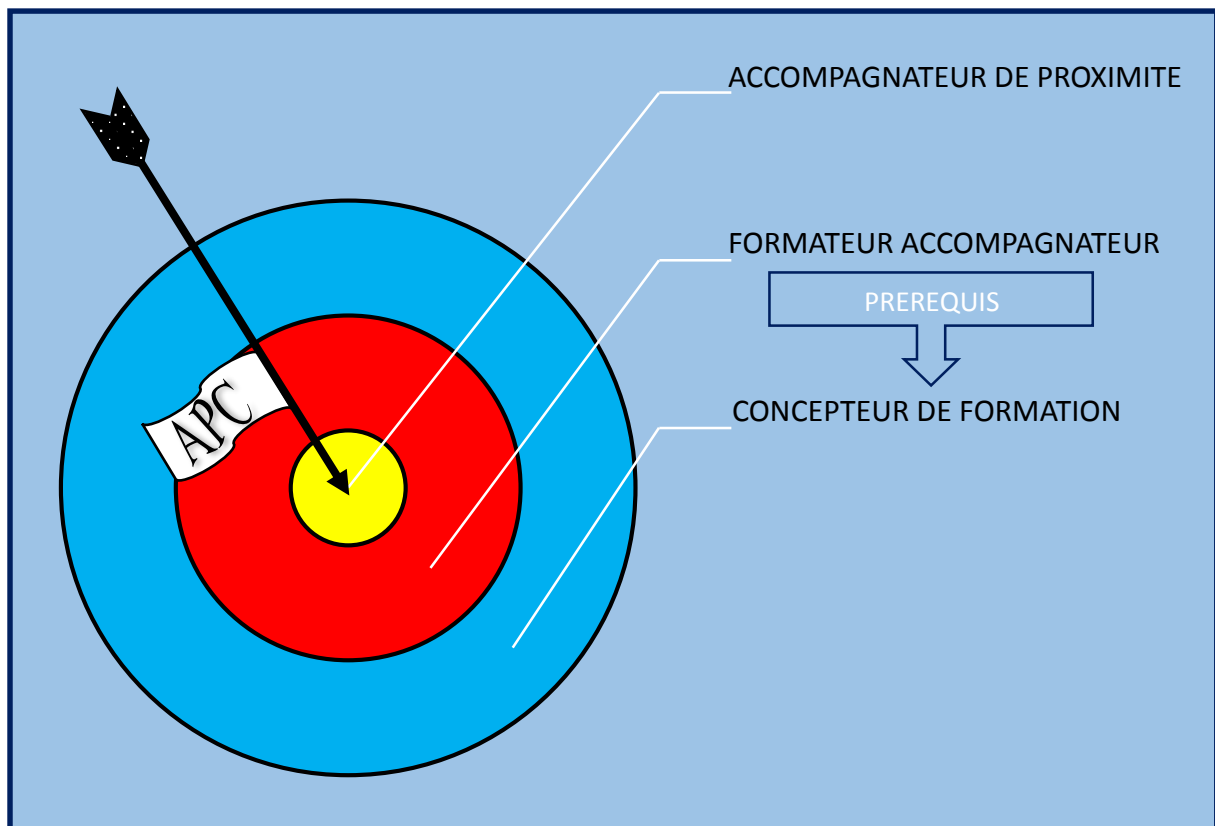 ACCOMPAGNATEUR DE PROXIMITE
FORMATEUR ACCOMPAGNATEUR
PREREQUIS
APC
CONCEPTEUR DE FORMATION